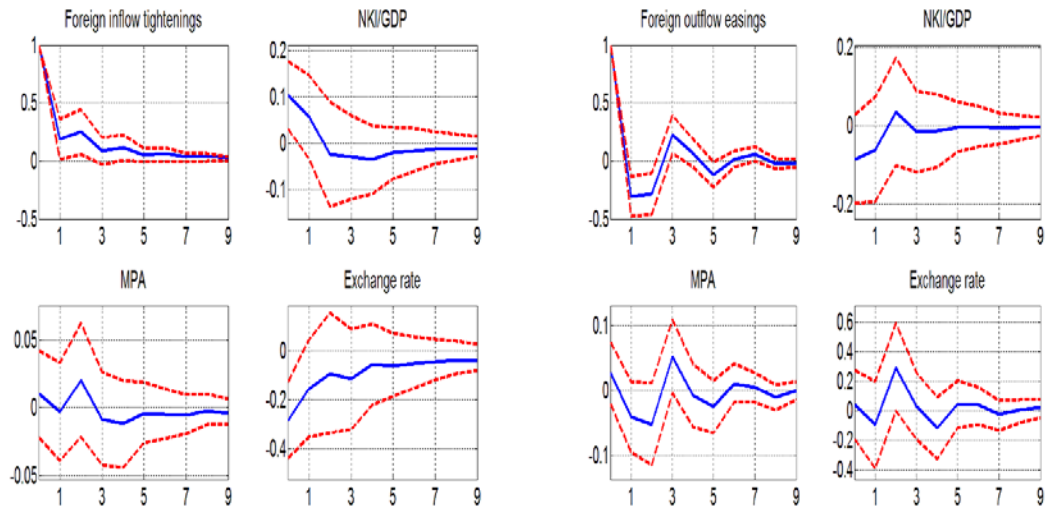 Foreign inflow tightenings
NKI/GDP
Foreign outflow easings
NKI/GDP
1
0.5
0
-0.5
1 3 5 7 9
0.2
0.1
0
-0.1
1 3 5 7 9
1
0.5
0
-0.5
1 3 5 7 9
0.2
0
-0.2
1 3 5 7 9
MPA
Exchange rate
MPA
Exchange rate
0.05
0
-0.05
1 3 5 7 9
0
-0.2
-0.4
1 3 5 7 9
0.1
0
-0.1
1 3 5 7 9
0.6
0.4
0.2
0
-0.2
-0.4
1 3 5 7 9